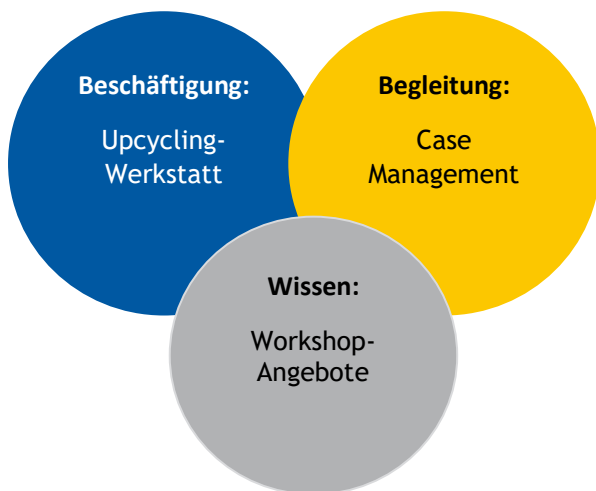 Beschäftigung:
Upcycling-
Werkstatt
Begleitung:
Case
Management
Wissen:
Workshop-
Angebote